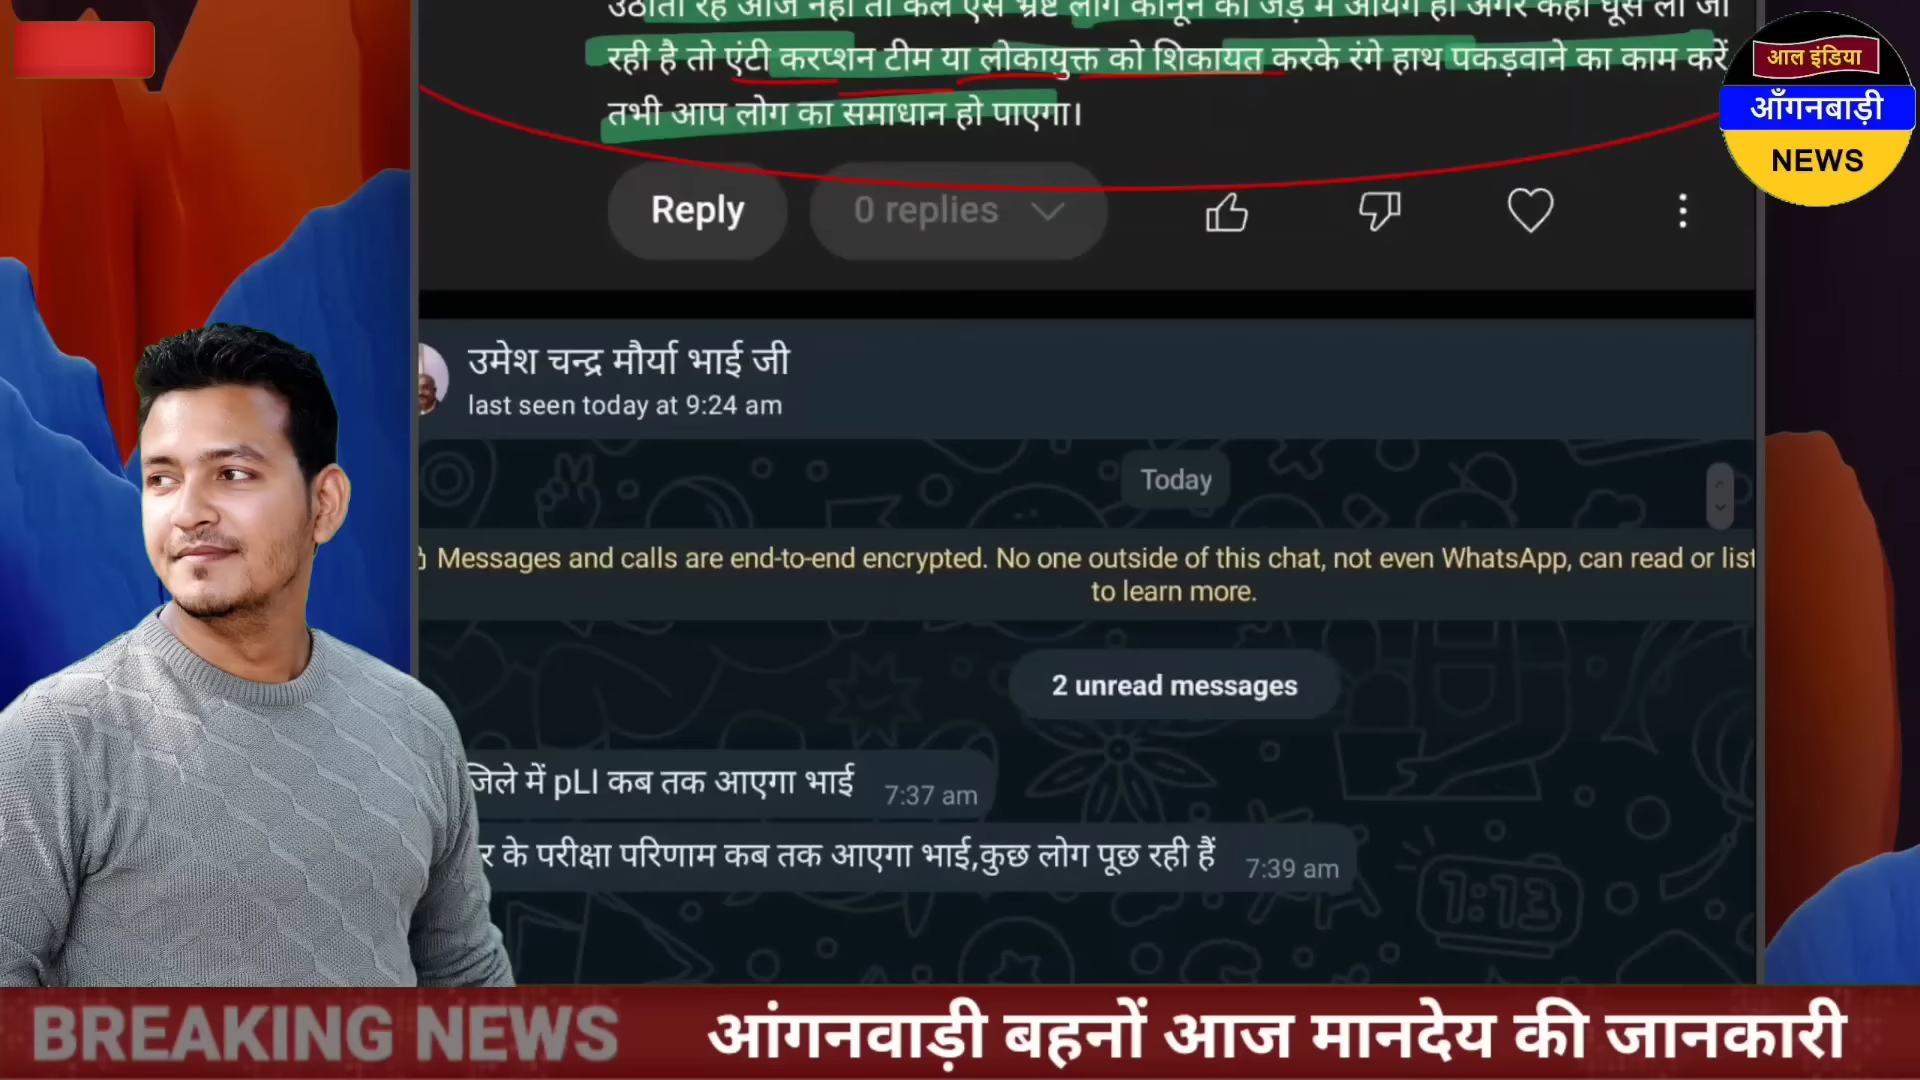 उठाती रहे आज नहीं तो कल ऐसे भ्रष्ट लोग कानून की जड़ में आयेंगे ही अगर कहीं घूस ली जा
रही है तो एंटी करप्शन टीम या लोकायुक्त को शिकायत करके रंगे हाथ पकड़वाने का काम करें
तभी आप लोग का समाधान हो पाएगा।
आल इंडिया
आँगनबाड़ी
NEWS
Reply
0 replies
उमेश चन्द्र मौर्या भाई जी
last seen today at 9:24 am
Today
Messages and calls are end-to-end encrypted. No one outside of this chat, not even WhatsApp, can read or list
to learn more.
2 unread messages
जिले में pLI कब तक आएगा भाई 7:37 am
र के परीक्षा परिणाम कब तक आएगा भाई,कुछ लोग पूछ रही हैं 7:39 am
BREAKING NEWS
आंगनवाड़ी बहनों आज मानदेय की जानकारी